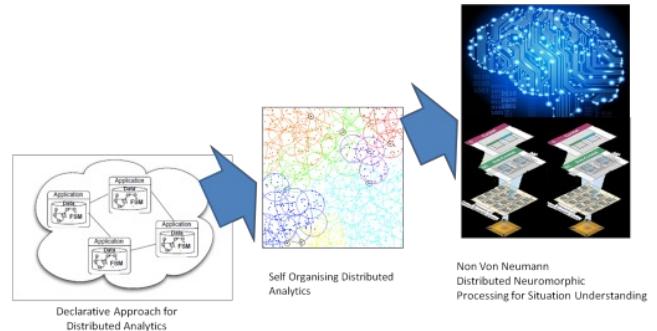 Application
Data
FSM
Application
Data
FSM
Application
Data
FSM
Application
Data
FSM
Declarative Approach for
Distributed Analytics
Self Organising Distributed
Analytics
Non Von Neumann
Distributed Neuromorphic
Processing for Situation Understanding